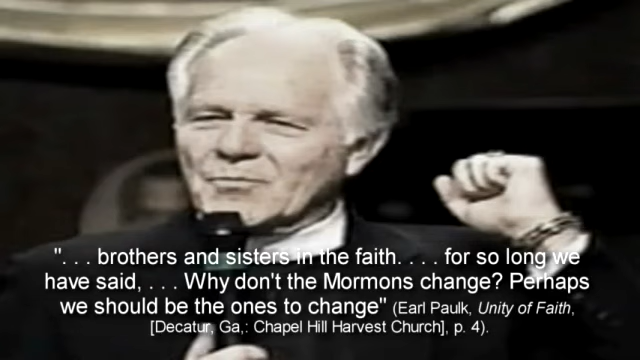 ". . . brothers and sisters in the faith. . . . for so long we
have said, . . . Why don't the Mormons change? Perhaps
we should be the ones to change" (Earl Paulk, Unity of Faith,
[Decatur, Ga,: Chapel Hill Harvest Church], p. 4).